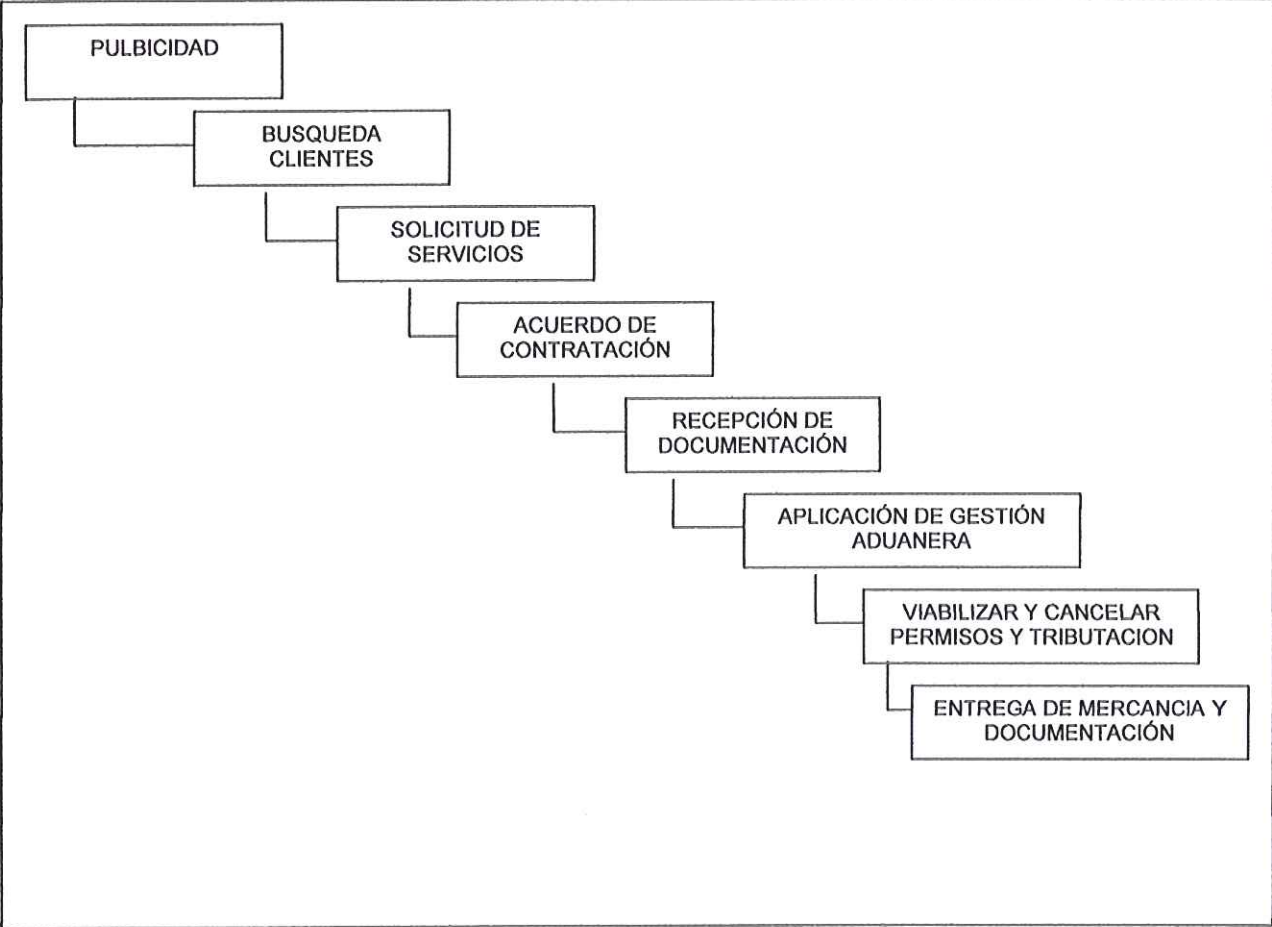 PULBICIDAD
BUSQUEDA
CLIENTES
SOLICITUD DE
SERVICIOS
ACUERDO DE
CONTRATACIÓN
RECEPCIÓN DE
DOCUMENTACIÓN
APLICACIÓN DE GESTIÓN
ADUANERA
VIABILIZAR Y CANCELAR
PERMISOS Y TRIBUTACION
ENTREGA DE MERCANCIA Y
DOCUMENTACIÓN